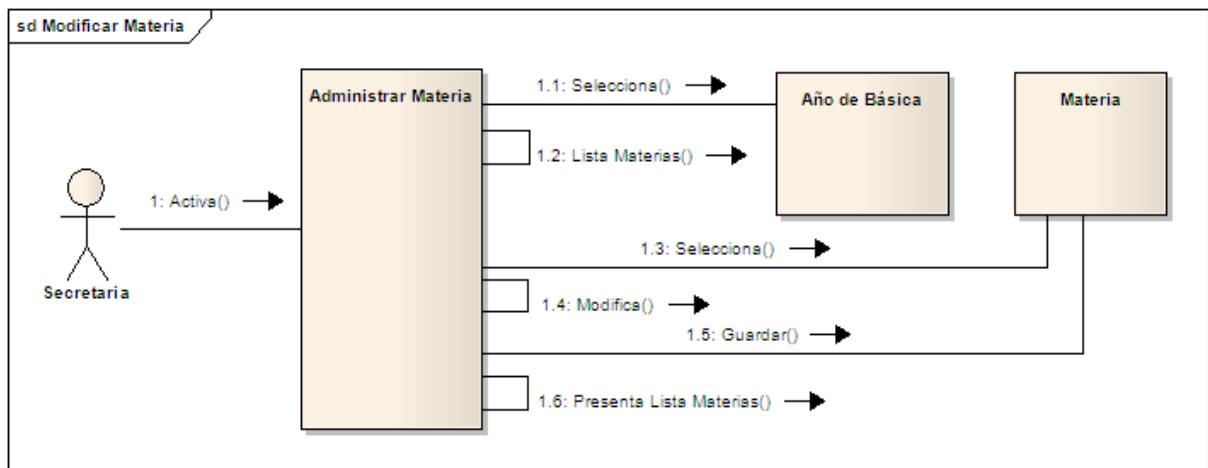 sd Modificar Materia
Administrar Materia
1.1: Selecciona()
Año de Básica
Materia
1.2: Lista Materias()
1: Activa()
1.3: Selecciona()
Secretaria
1.4: Modifica()
1.5: Guardar()
1.6: Presenta Lista Materias()